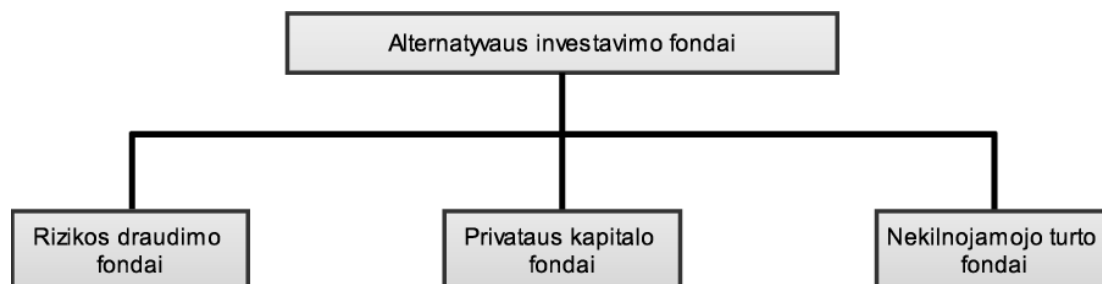 Alternatyvaus investavimo fondai
Rizikos draudimo
fondai
Privataus kapitalo
fondai
Nekilnojamojo turto
fondai